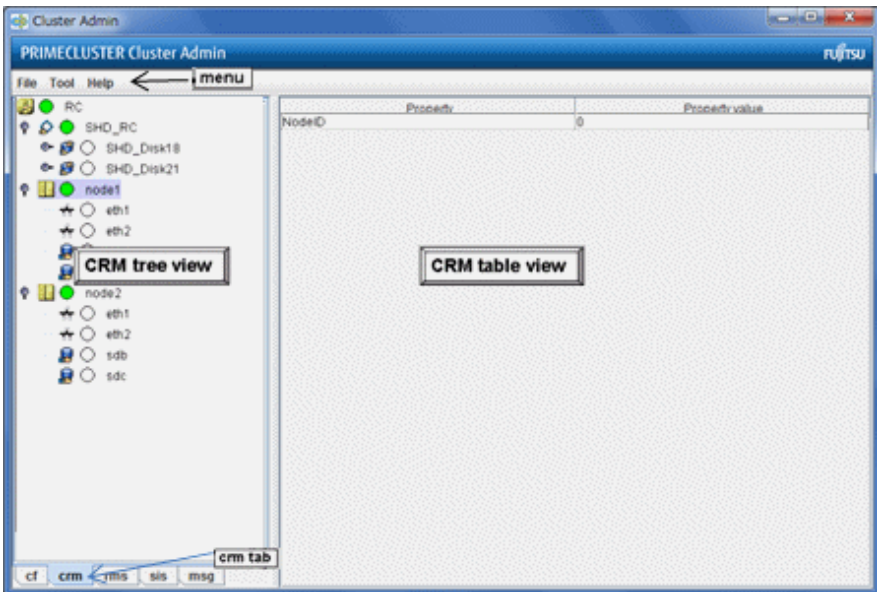 Cluster Admin
PRIMECLUSTER Cluster Admin
FUJITSU
File Tool Help
menu
RC
SHD_RC
SHD_Disk18
SHD_Disk21
node1
eth1
eth2
CRM tree view
node2
eth1
eth2
sdb
sdc
Property Property value
NodeID 0
CRM table view
crm tab
cf crm rms sis msg